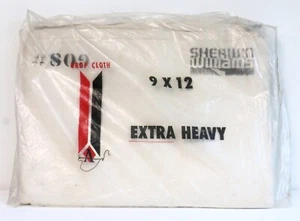 #809
DROP CLOTH
SHERWIN
WILLIAMS
9 X 12
EXTRA HEAVY